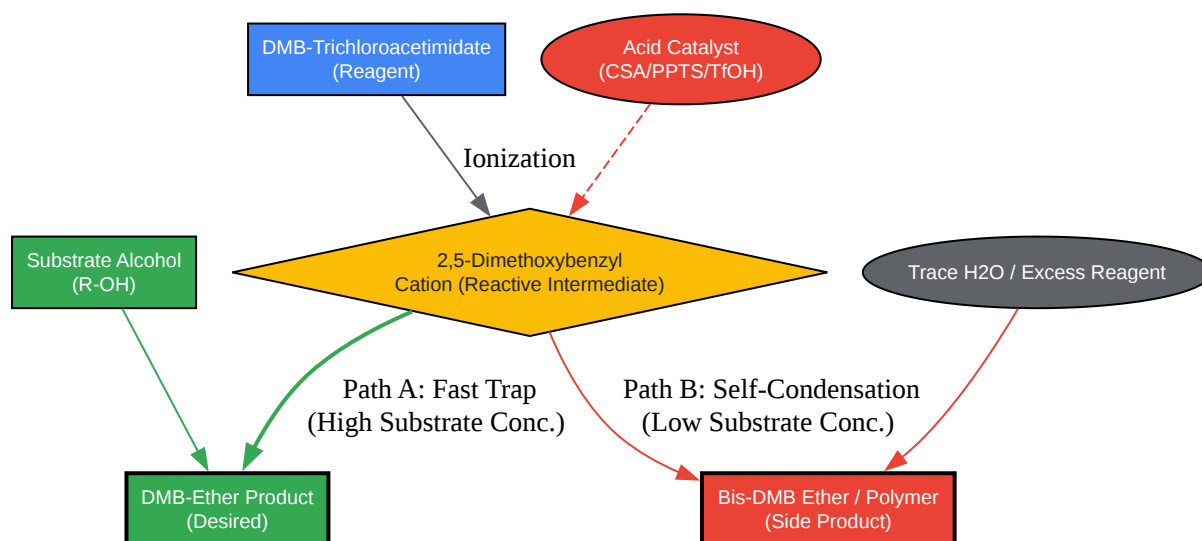 DMB-Trichloroacetimidate
(Reagent)
Acid Catalyst
(CSA/PPTS/TfOH)
Ionization
Substrate Alcohol
(R-OH)
2,5-Dimethoxybenzyl
Cation (Reactive Intermediate)
Trace H2O / Excess Reagent
Path A: Fast Trap
(High Substrate Conc.)
Path B: Self-Condensation
(Low Substrate Conc.)
DMB-Ether Product
(Desired)
Bis-DMB Ether / Polymer
(Side Product)